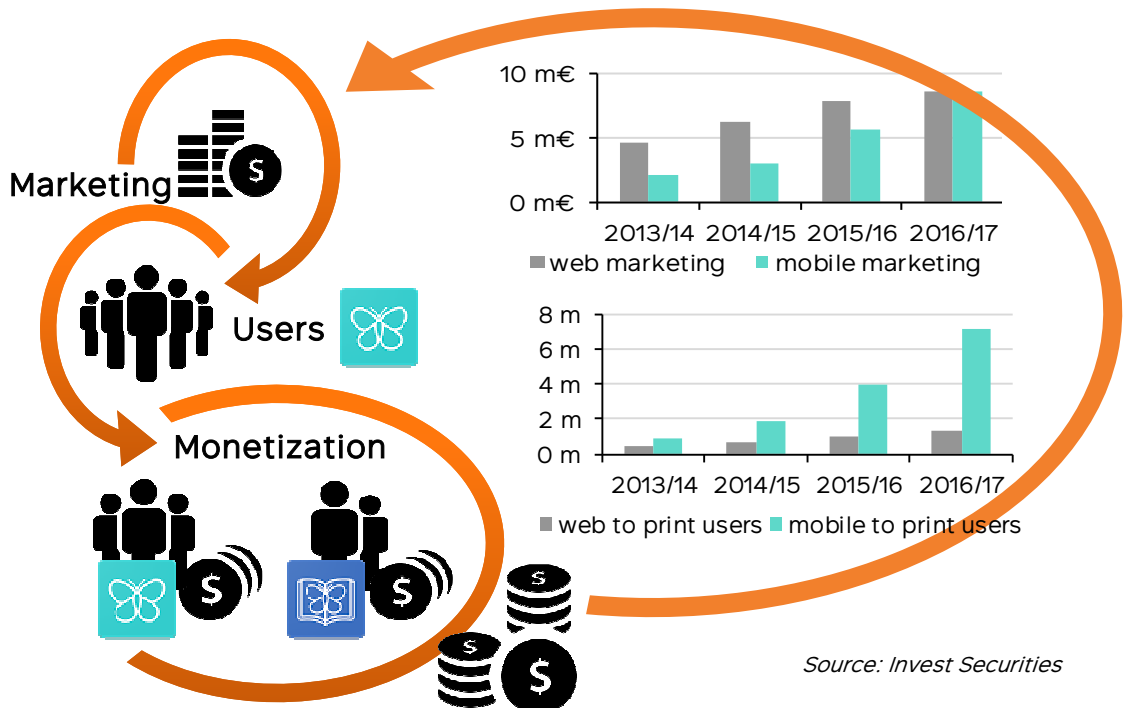 Marketing
$
Users
Monetization
$
$
$
$
$
10 m€
5 m€
0 m€
2013/14 2014/15 2015/16 2016/17
web marketing mobile marketing
8 m
6 m
4 m
2 m
0 m
2013/14 2014/15 2015/16 2016/17
web to print users mobile to print users
Source: Invest Securities